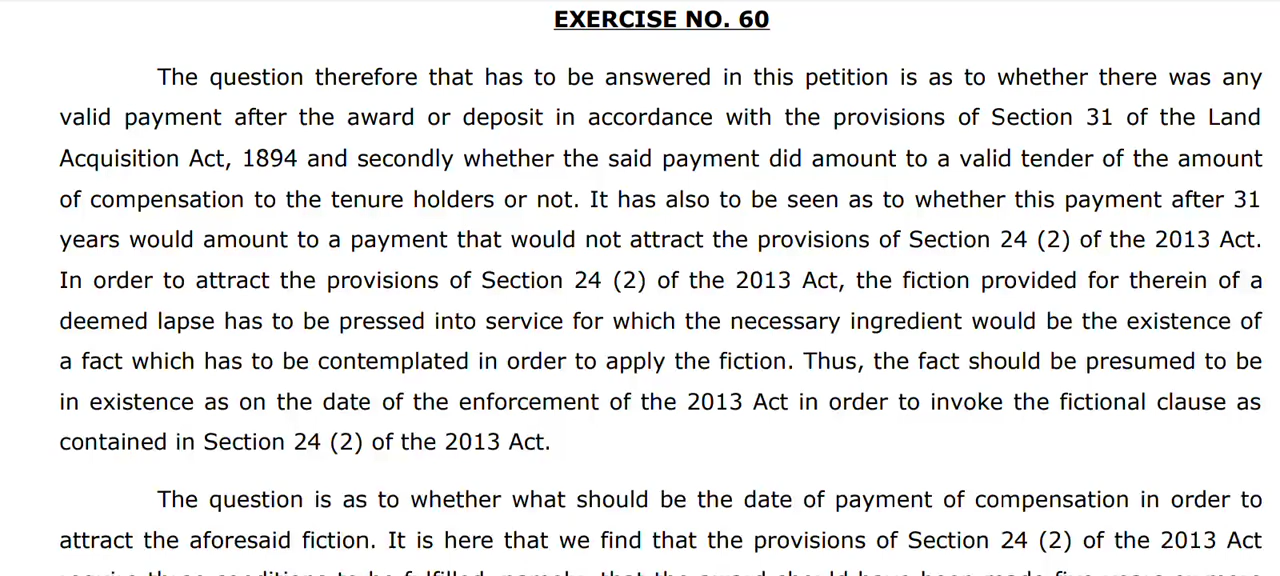 EXERCISE NO. 60
The question therefore that has to be answered in this petition is as to whether there was any
valid payment after the award or deposit in accordance with the provisions of Section 31 of the Land
Acquisition Act, 1894 and secondly whether the said payment did amount to a valid tender of the amount
of compensation to the tenure holders or not. It has also to be seen as to whether this payment after 31
years would amount to a payment that would not attract the provisions of Section 24 (2) of the 2013 Act.
In order to attract the provisions of Section 24 (2) of the 2013 Act, the fiction provided for therein of a
deemed lapse has to be pressed into service for which the necessary ingredient would be the existence of
a fact which has to be contemplated in order to apply the fiction. Thus, the fact should be presumed to be
in existence as on the date of the enforcement of the 2013 Act in order to invoke the fictional clause as
contained in Section 24 (2) of the 2013 Act.
The question is as to whether what should be the date of payment of compensation in order to
attract the aforesaid fiction. It is here that we find that the provisions of Section 24 (2) of the 2013 Act